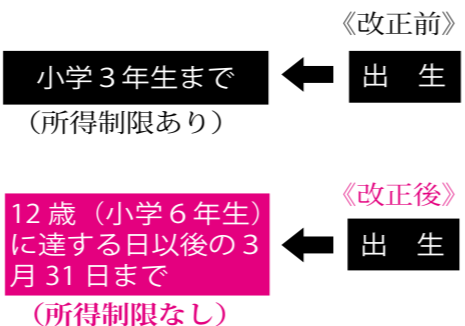 《改正前》
小学３年生まで
出　生
（所得制限あり）
《改正後》
12 歳（小学６年生）
に達する日以後の３
月 31 日まで
出　生
（所得制限なし）